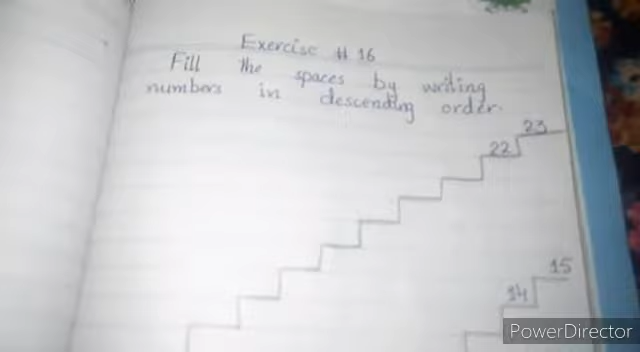 Exercise # 16
Fill the spaces by writing
numbers in descending order.
23
22
15
14
PowerDirector